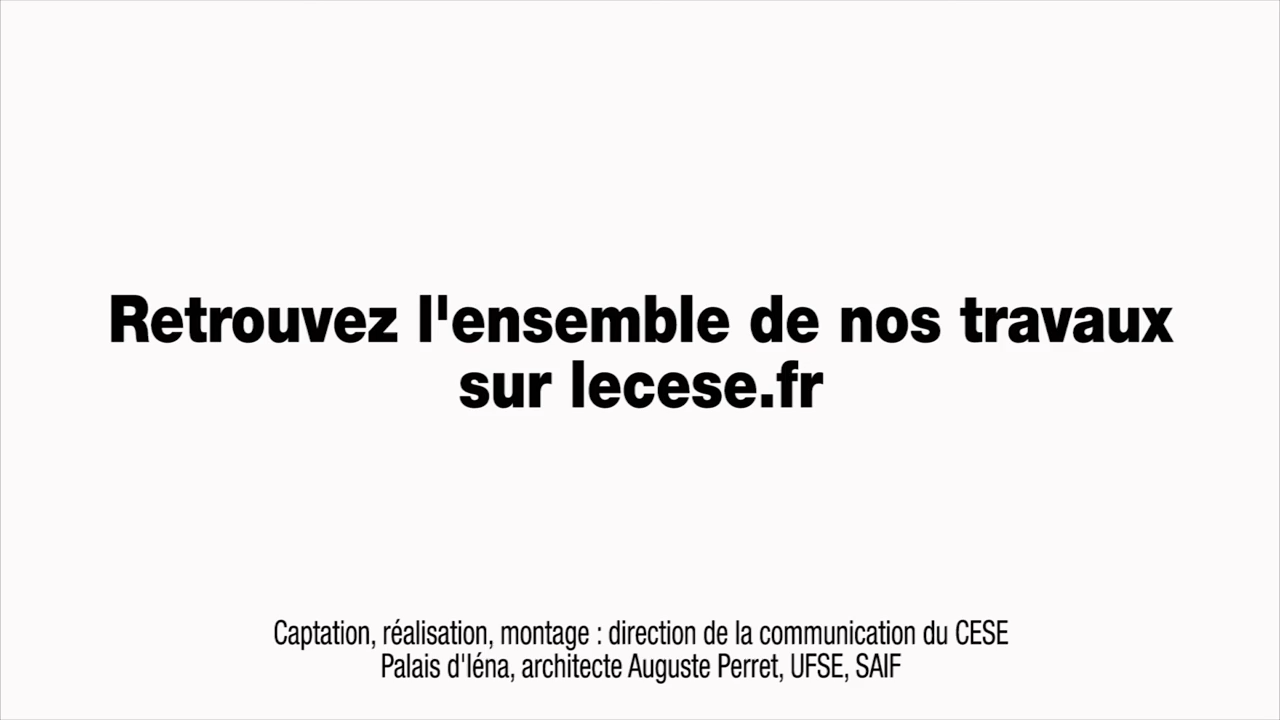 Retrouvez l'ensemble de nos travaux
sur lecese.fr
Captation, réalisation, montage : direction de la communication du CESE
Palais d'Iéna, architecte Auguste Perret, UFSE, SAIF